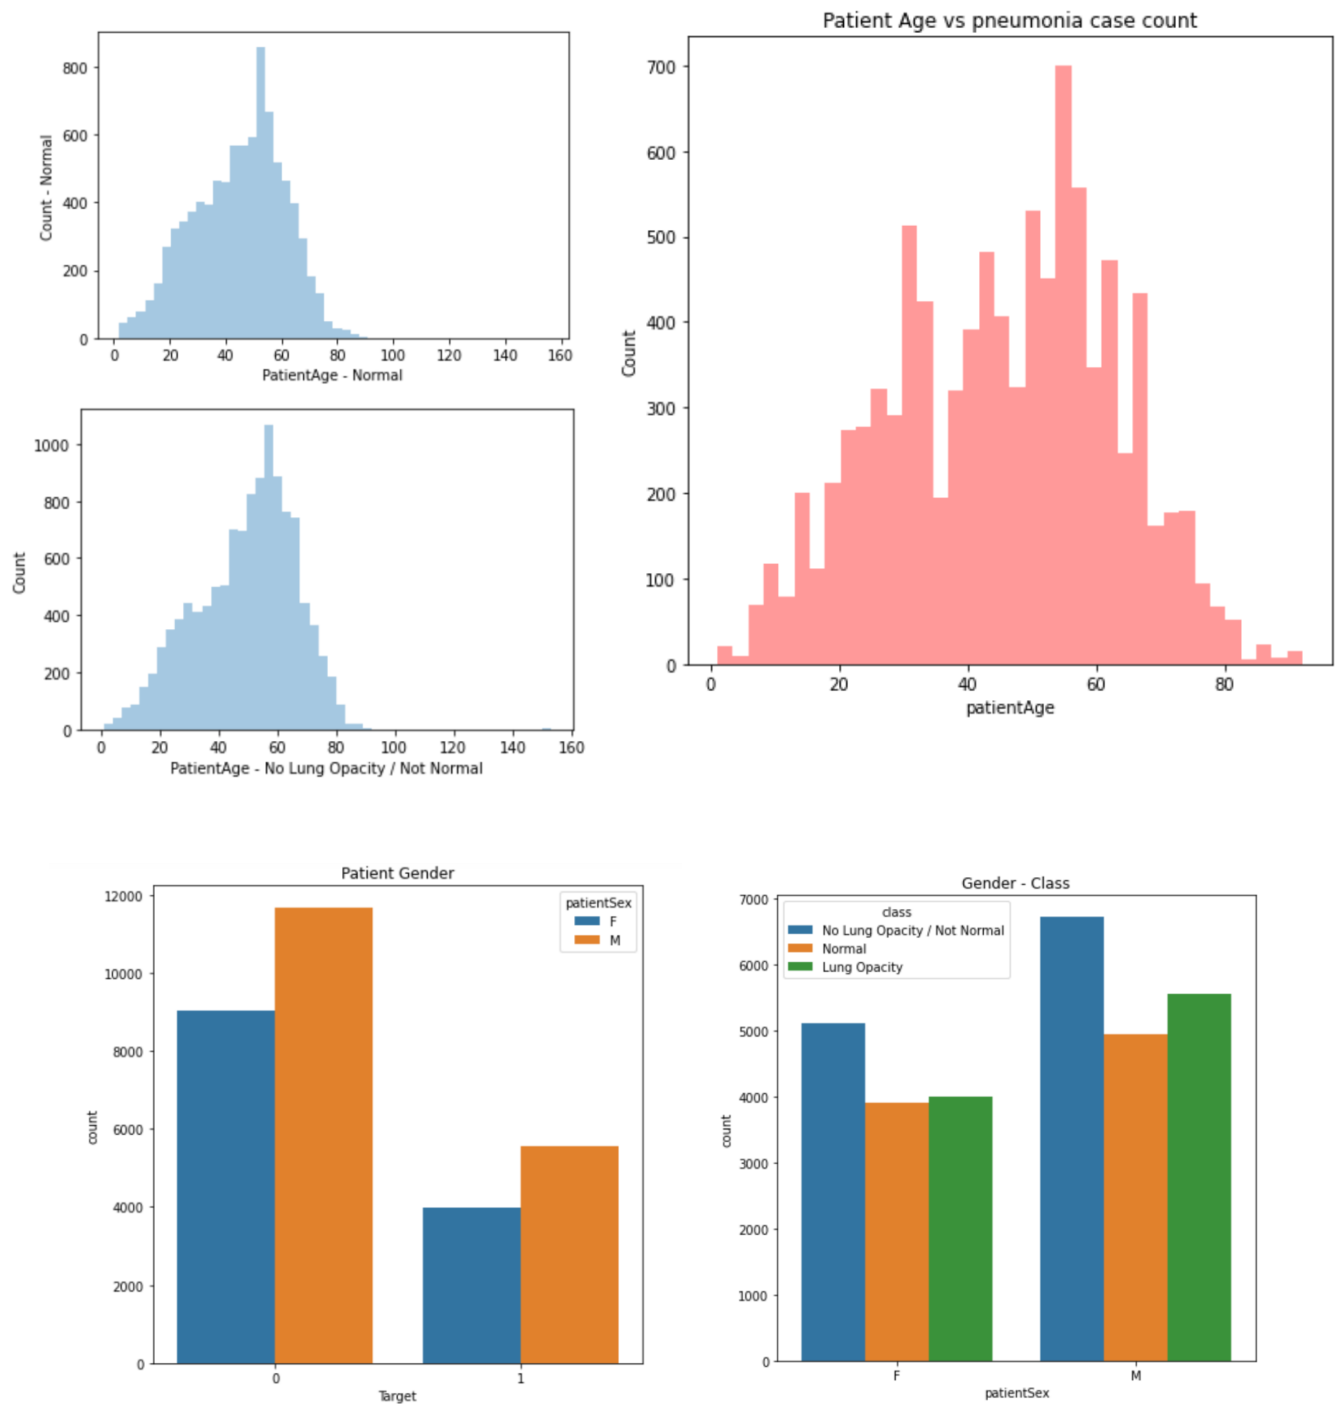 800
600
400
200
0
Count - Normal
0 20 40 60 80 100 120 140 160
PatientAge - Normal
Patient Age vs pneumonia case count
700
600
500
400
300
200
100
0
Count
0 20 40 60 80
patientAge
1000
800
600
400
200
0
Count
0 20 40 60 80 100 120 140 160
PatientAge - No Lung Opacity / Not Normal
Patient Gender
12000
10000
8000
6000
4000
2000
0
count
patientSex
F
M
0 1
Target
Gender - Class
7000
6000
5000
4000
3000
2000
1000
0
count
class
No Lung Opacity / Not Normal
Normal
Lung Opacity
F M
patientSex